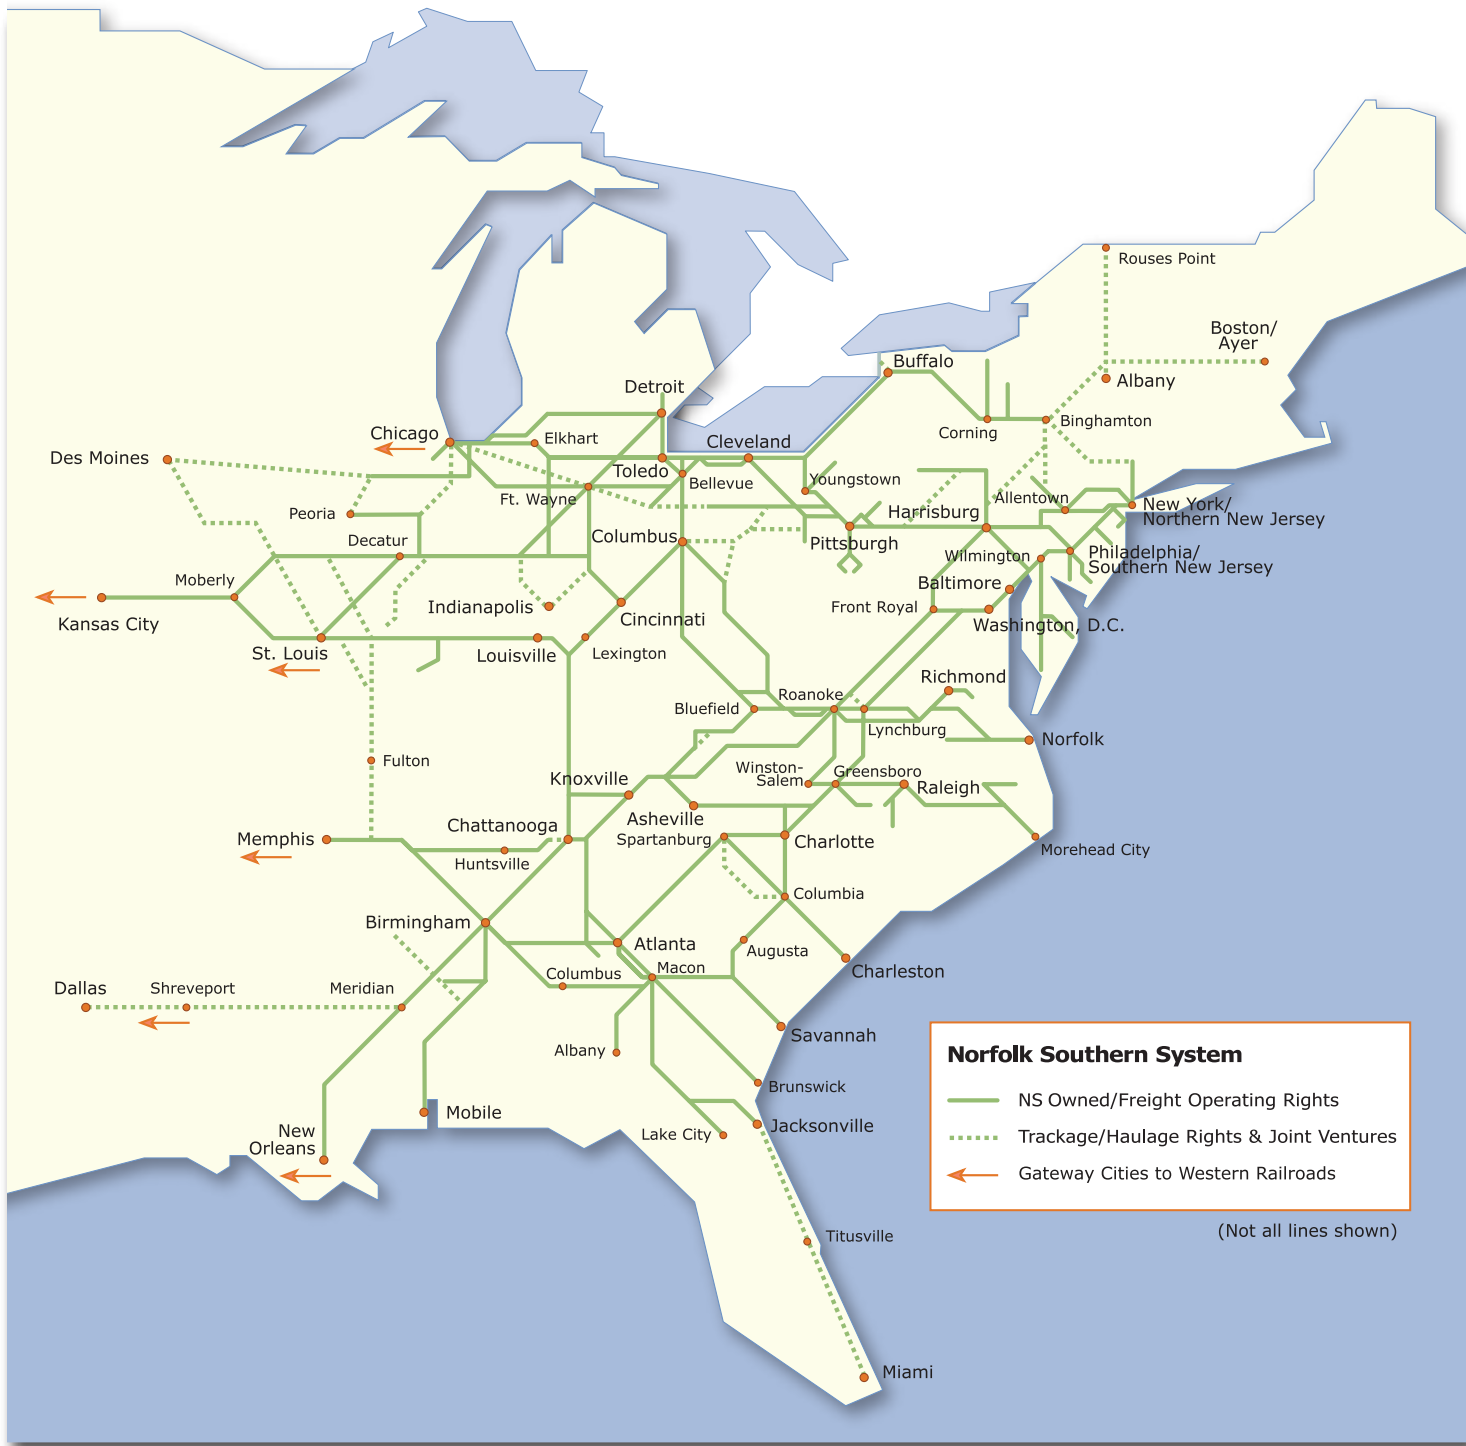 Rouses Point
Boston/
Ayer
Buffalo
Albany
Detroit
Binghamton
Corning
Chicago
Elkhart
Cleveland
Des Moines
Toledo
Youngstown
Bellevue
Ft. Wayne
Allentown
New York/
Northern New Jersey
Peoria
Harrisburg
Columbus
Pittsburgh
Decatur
Wilmington
Philadelphia/
Southern New Jersey
Moberly
Baltimore
Indianapolis
Front Royal
Kansas City
Cincinnati
Washington, D.C.
St. Louis
Louisville
Lexington
Richmond
Roanoke
Bluefield
Lynchburg
Norfolk
Fulton
Winston-
Salem
Greensboro
Knoxville
Raleigh
Asheville
Chattanooga
Memphis
Spartanburg
Charlotte
Huntsville
Morehead City
Columbia
Birmingham
Atlanta
Augusta
Macon
Columbus
Charleston
Dallas
Shreveport
Meridian
Savannah
Albany
Brunswick
Mobile
Jacksonville
Lake City
New
Orleans
Titusville
Miami
Norfolk Southern System
NS Owned/Freight Operating Rights
Trackage/Haulage Rights & Joint Ventures
Gateway Cities to Western Railroads
(Not all lines shown)